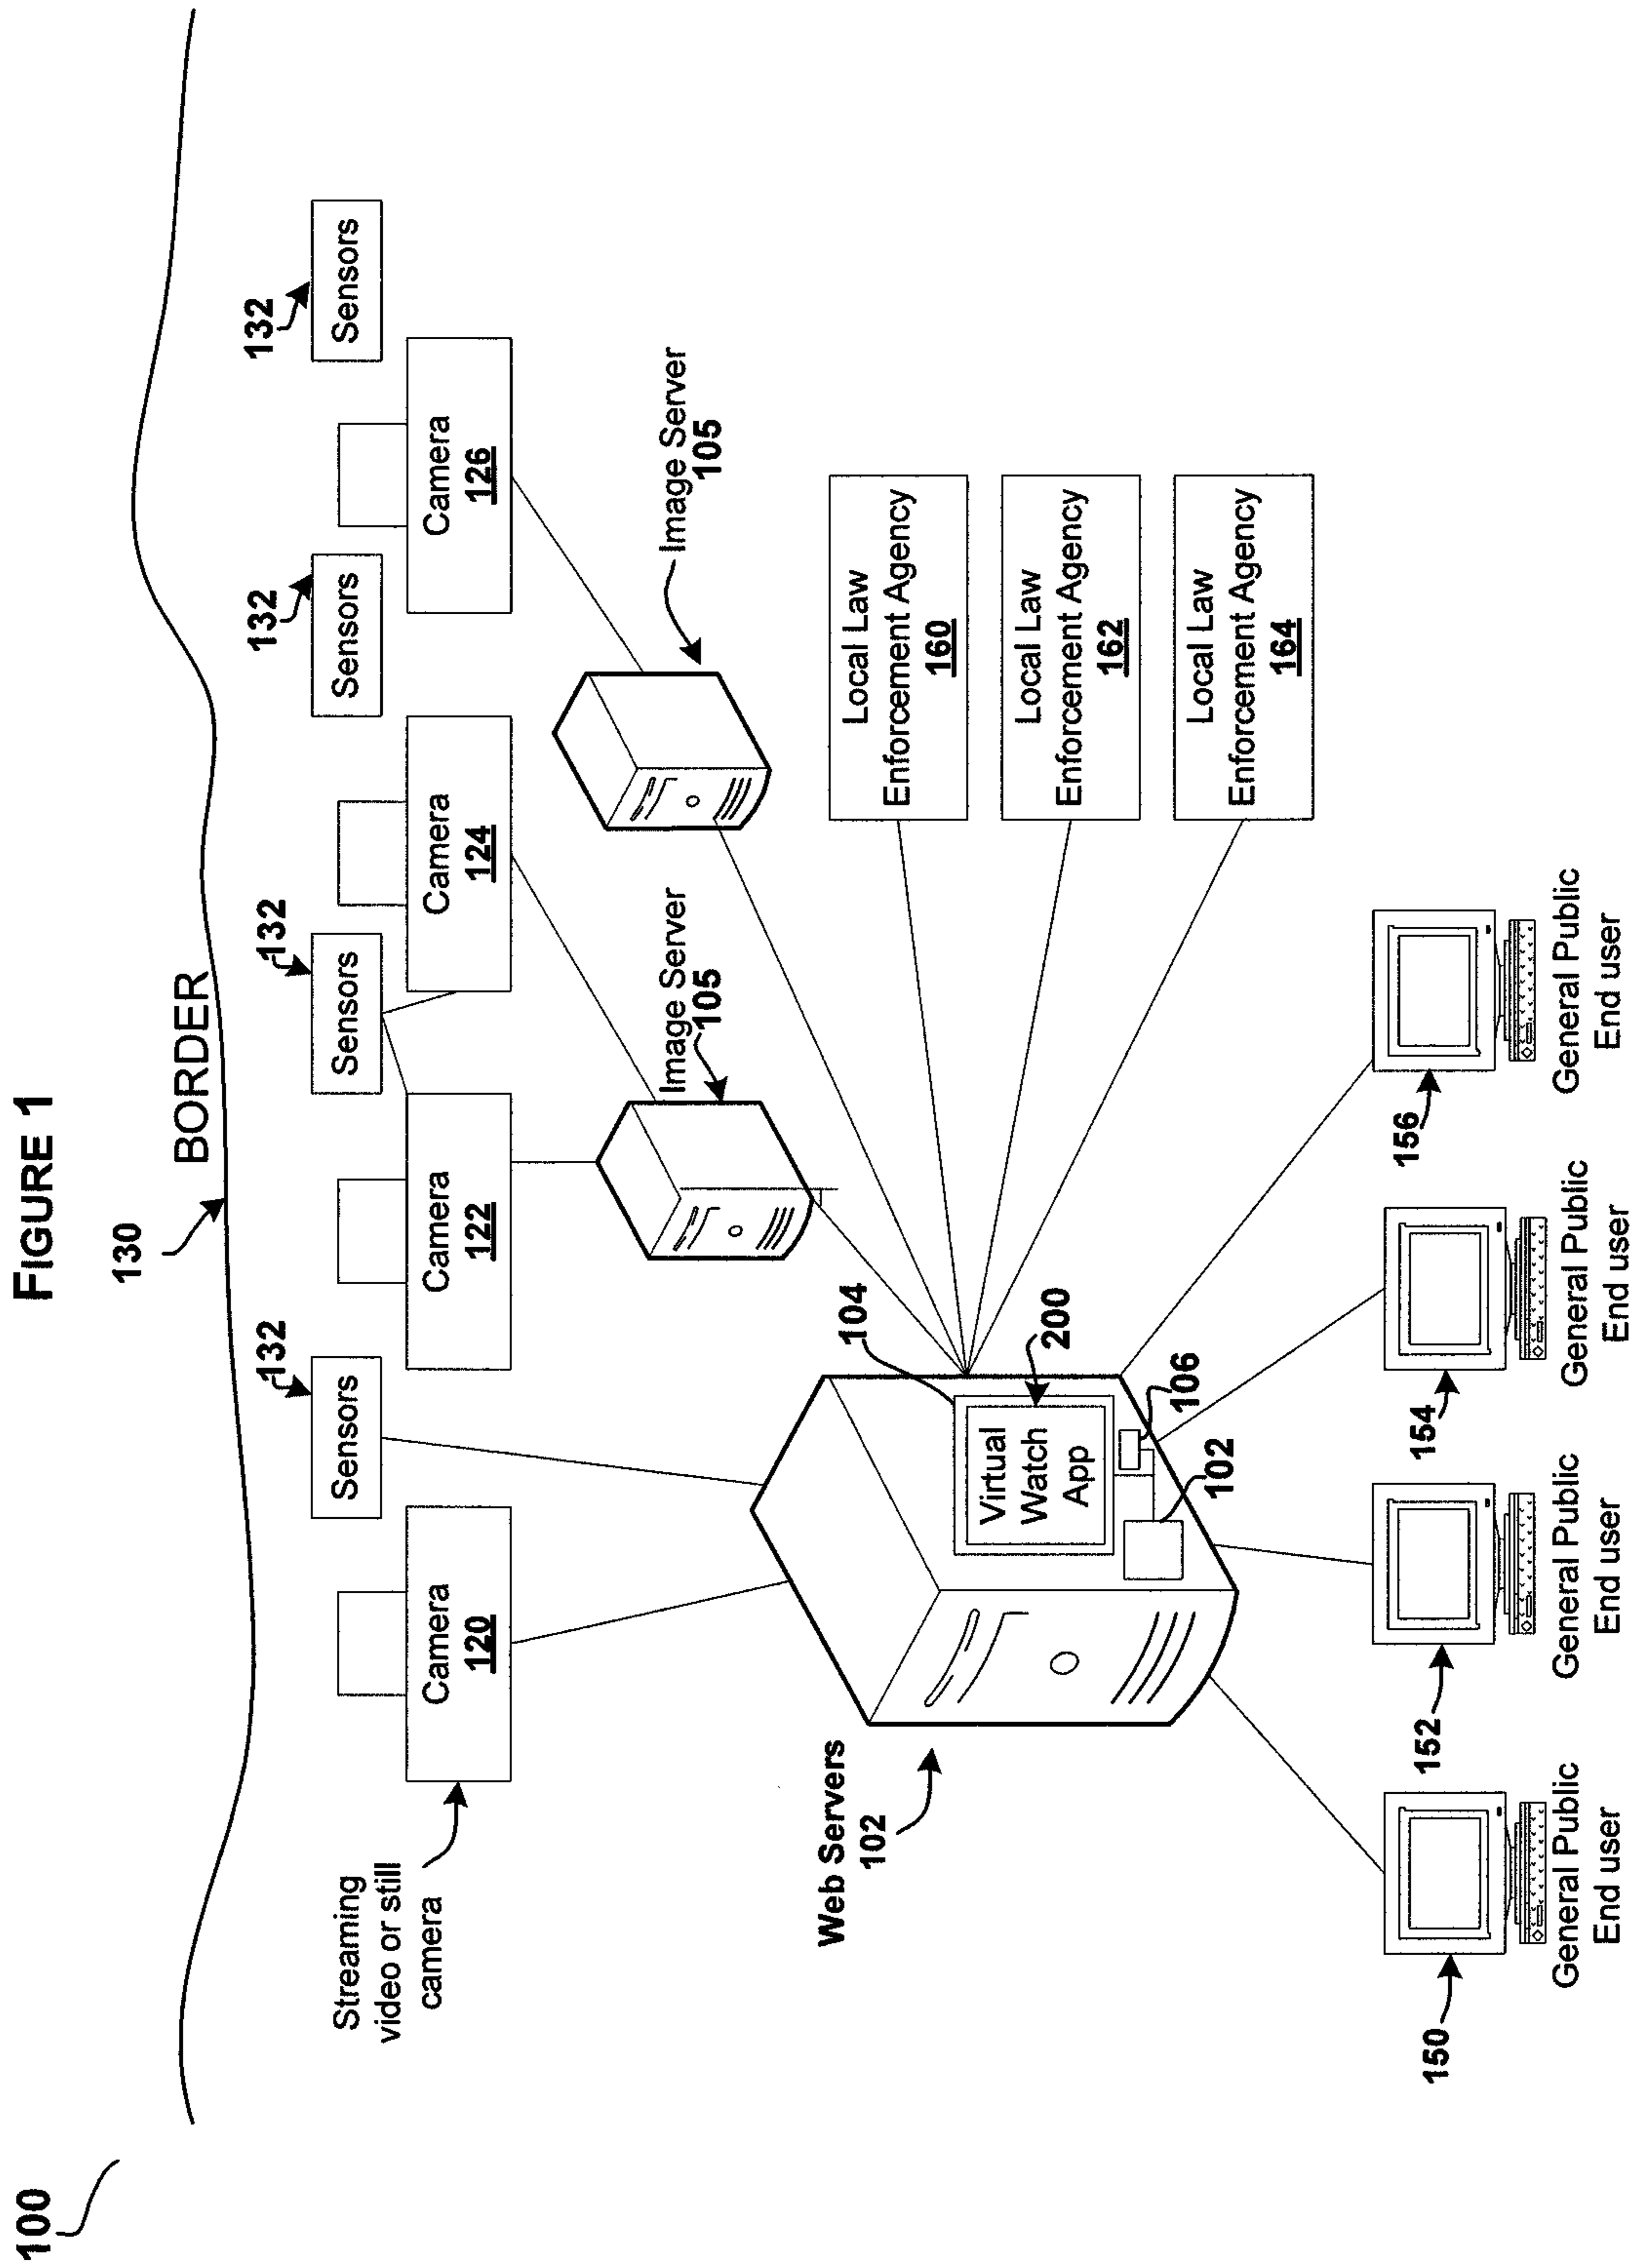 FIGURE 1
100
130
BORDER
132
132
132
132
Sensors
Sensors
Sensors
Sensors
Streaming
video or still
camera
Camera
120
Camera
122
Camera
124
Camera
126
Image Server
105
Image Server
105
Web Servers
102
104
Virtual
Watch
App
200
106
102
Local Law
Enforcement Agency
160
Local Law
Enforcement Agency
162
Local Law
Enforcement Agency
164
150
General Public
End user
152
General Public
End user
154
General Public
End user
156
General Public
End user